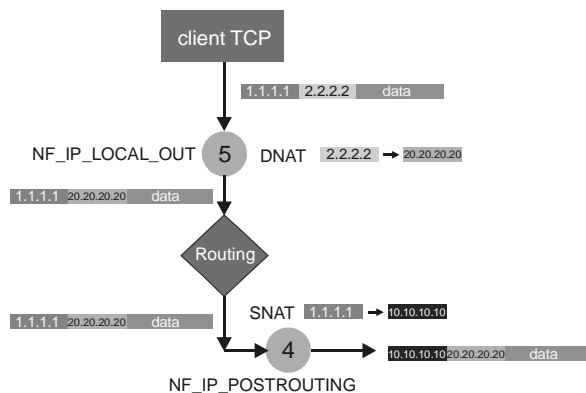 client TCP
1.1.1.1 2.2.2.2 data
NF_IP_LOCAL_OUT 5 DNAT 2.2.2.2 20.20.20.20
1.1.1.1 20.20.20.20 data
Routing
SNAT 1.1.1.1 10.10.10.10
1.1.1.1 20.20.20.20 data
4 10.10.10.10 20.20.20.20 data
NF_IP_POSTROUTING